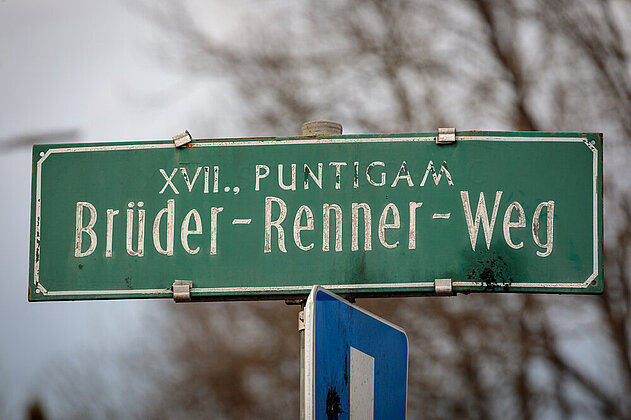 XVII., PUNTIGAM
Brüder-Renner-Weg